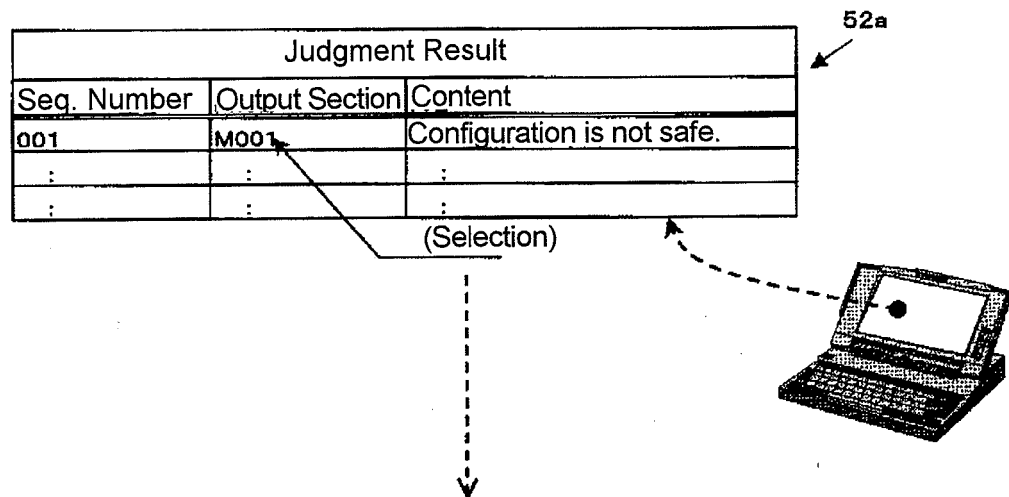 52a
Judgment Result
Seq. Number Output Section Content
001 M001 Configuration is not safe.
: : :
: : :
(Selection)